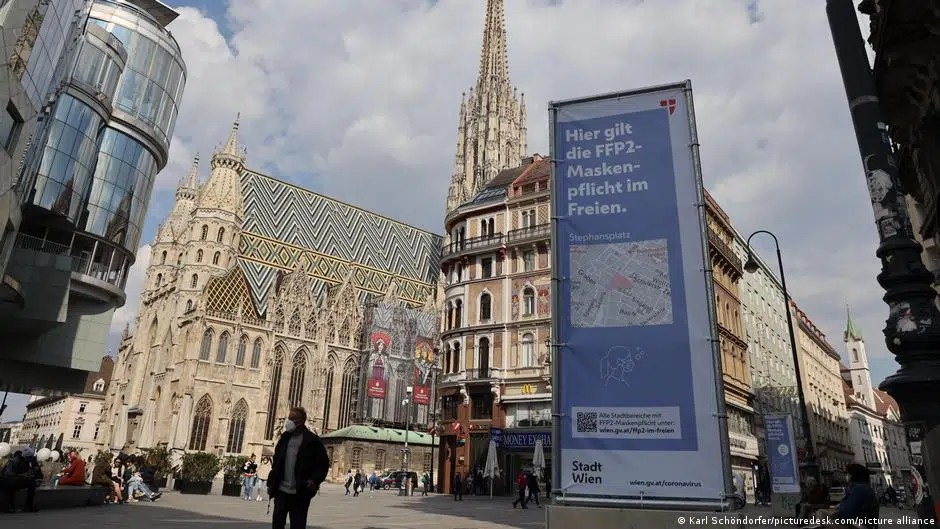 Hier gilt
die FFP2-
Masken-
pflicht im
Freien.
Stephansplatz
Graben
Alle Stadtbereiche mit
FFP2-Maskenpflicht unter:
wien.gv.at/ffp2-im-freien
Stadt
Wien
wien.gv.at/coronavirus
MONEY EXCHANGE
© Karl Schöndorfer/picturedesk.com/picture alliance